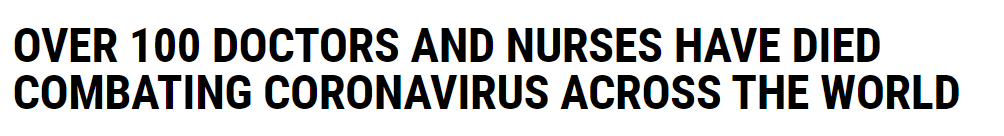 OVER 100 DOCTORS AND NURSES HAVE DIED
COMBATING CORONAVIRUS ACROSS THE WORLD